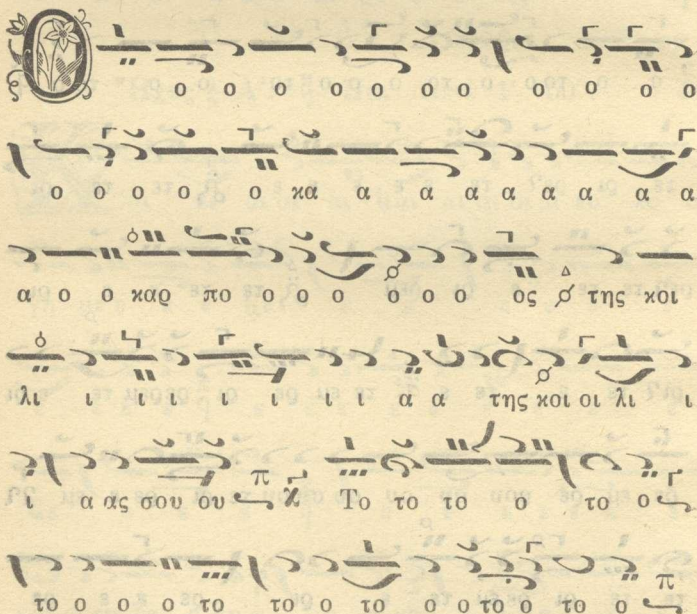 Ο ο ο ο ο ο ο ο ο ο ο ο ο
ο ο ο ο ο ο κα α α α α α α α α
α ο ο καρ πο ο ο ο ο ο ο ος της κοι
λι ι ι ι ι ι ι ι α α της κοι οι λι ι
ι α ας σου ου π Το το το ο το ο
το ο ο ο το το ο το ο ο το ο το π